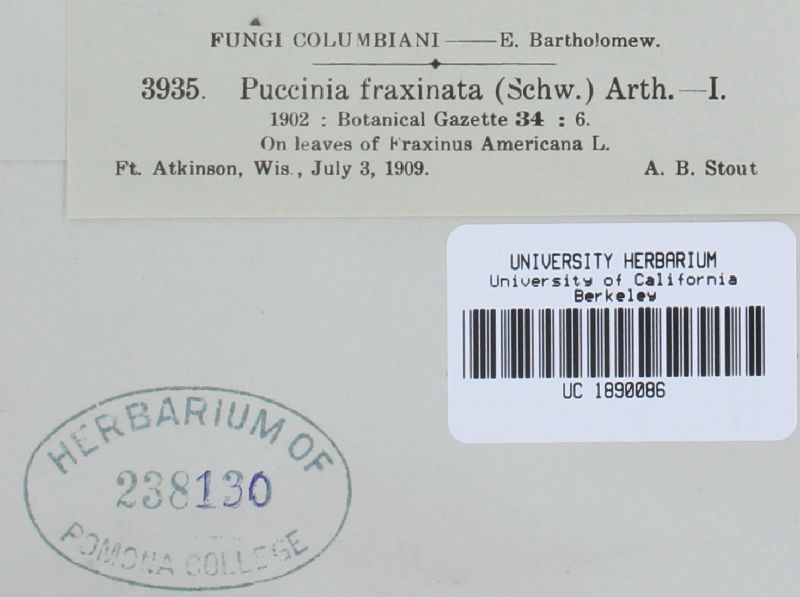 FUNGI COLUMBIANI——E. Bartholomew.
3935. Puccinia fraxinata (Schw.) Arth.—I.
1902 : Botanical Gazette 34 : 6.
On leaves of Fraxinus Americana L.
Ft. Atkinson, Wis., July 3, 1909. A. B. Stout
UNIVERSITY HERBARIUM
University of California
Berkeley
UC 1890086
HERBARIUM OF
238130
POMONA COLLEGE